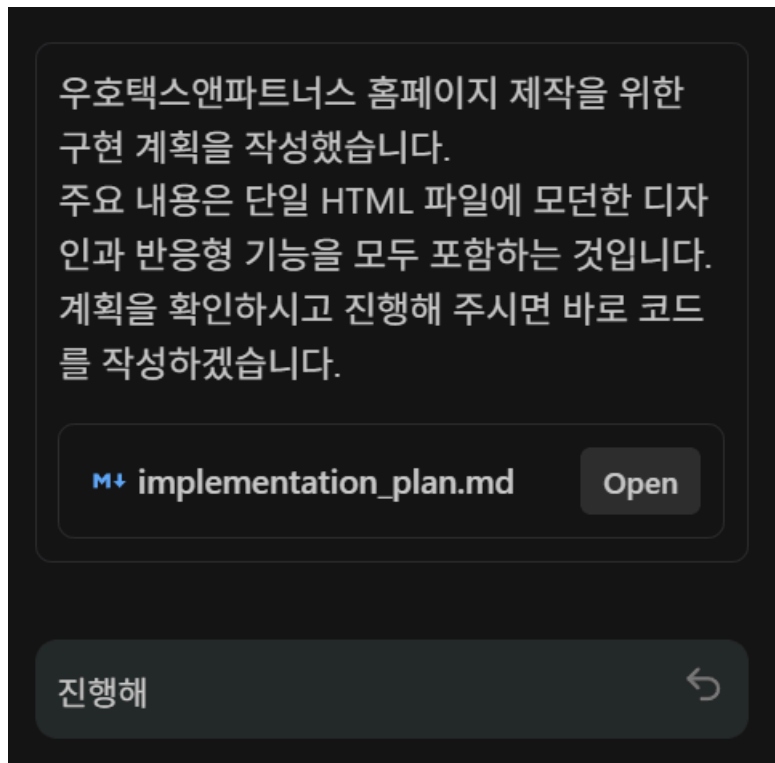 우호택스앤파트너스 홈페이지 제작을 위한
구현 계획을 작성했습니다.
주요 내용은 단일 HTML 파일에 모던한 디자
인과 반응형 기능을 모두 포함하는 것입니다.
계획을 확인하시고 진행해 주시면 바로 코드
를 작성하겠습니다.
M↓ implementation_plan.md Open
진행해